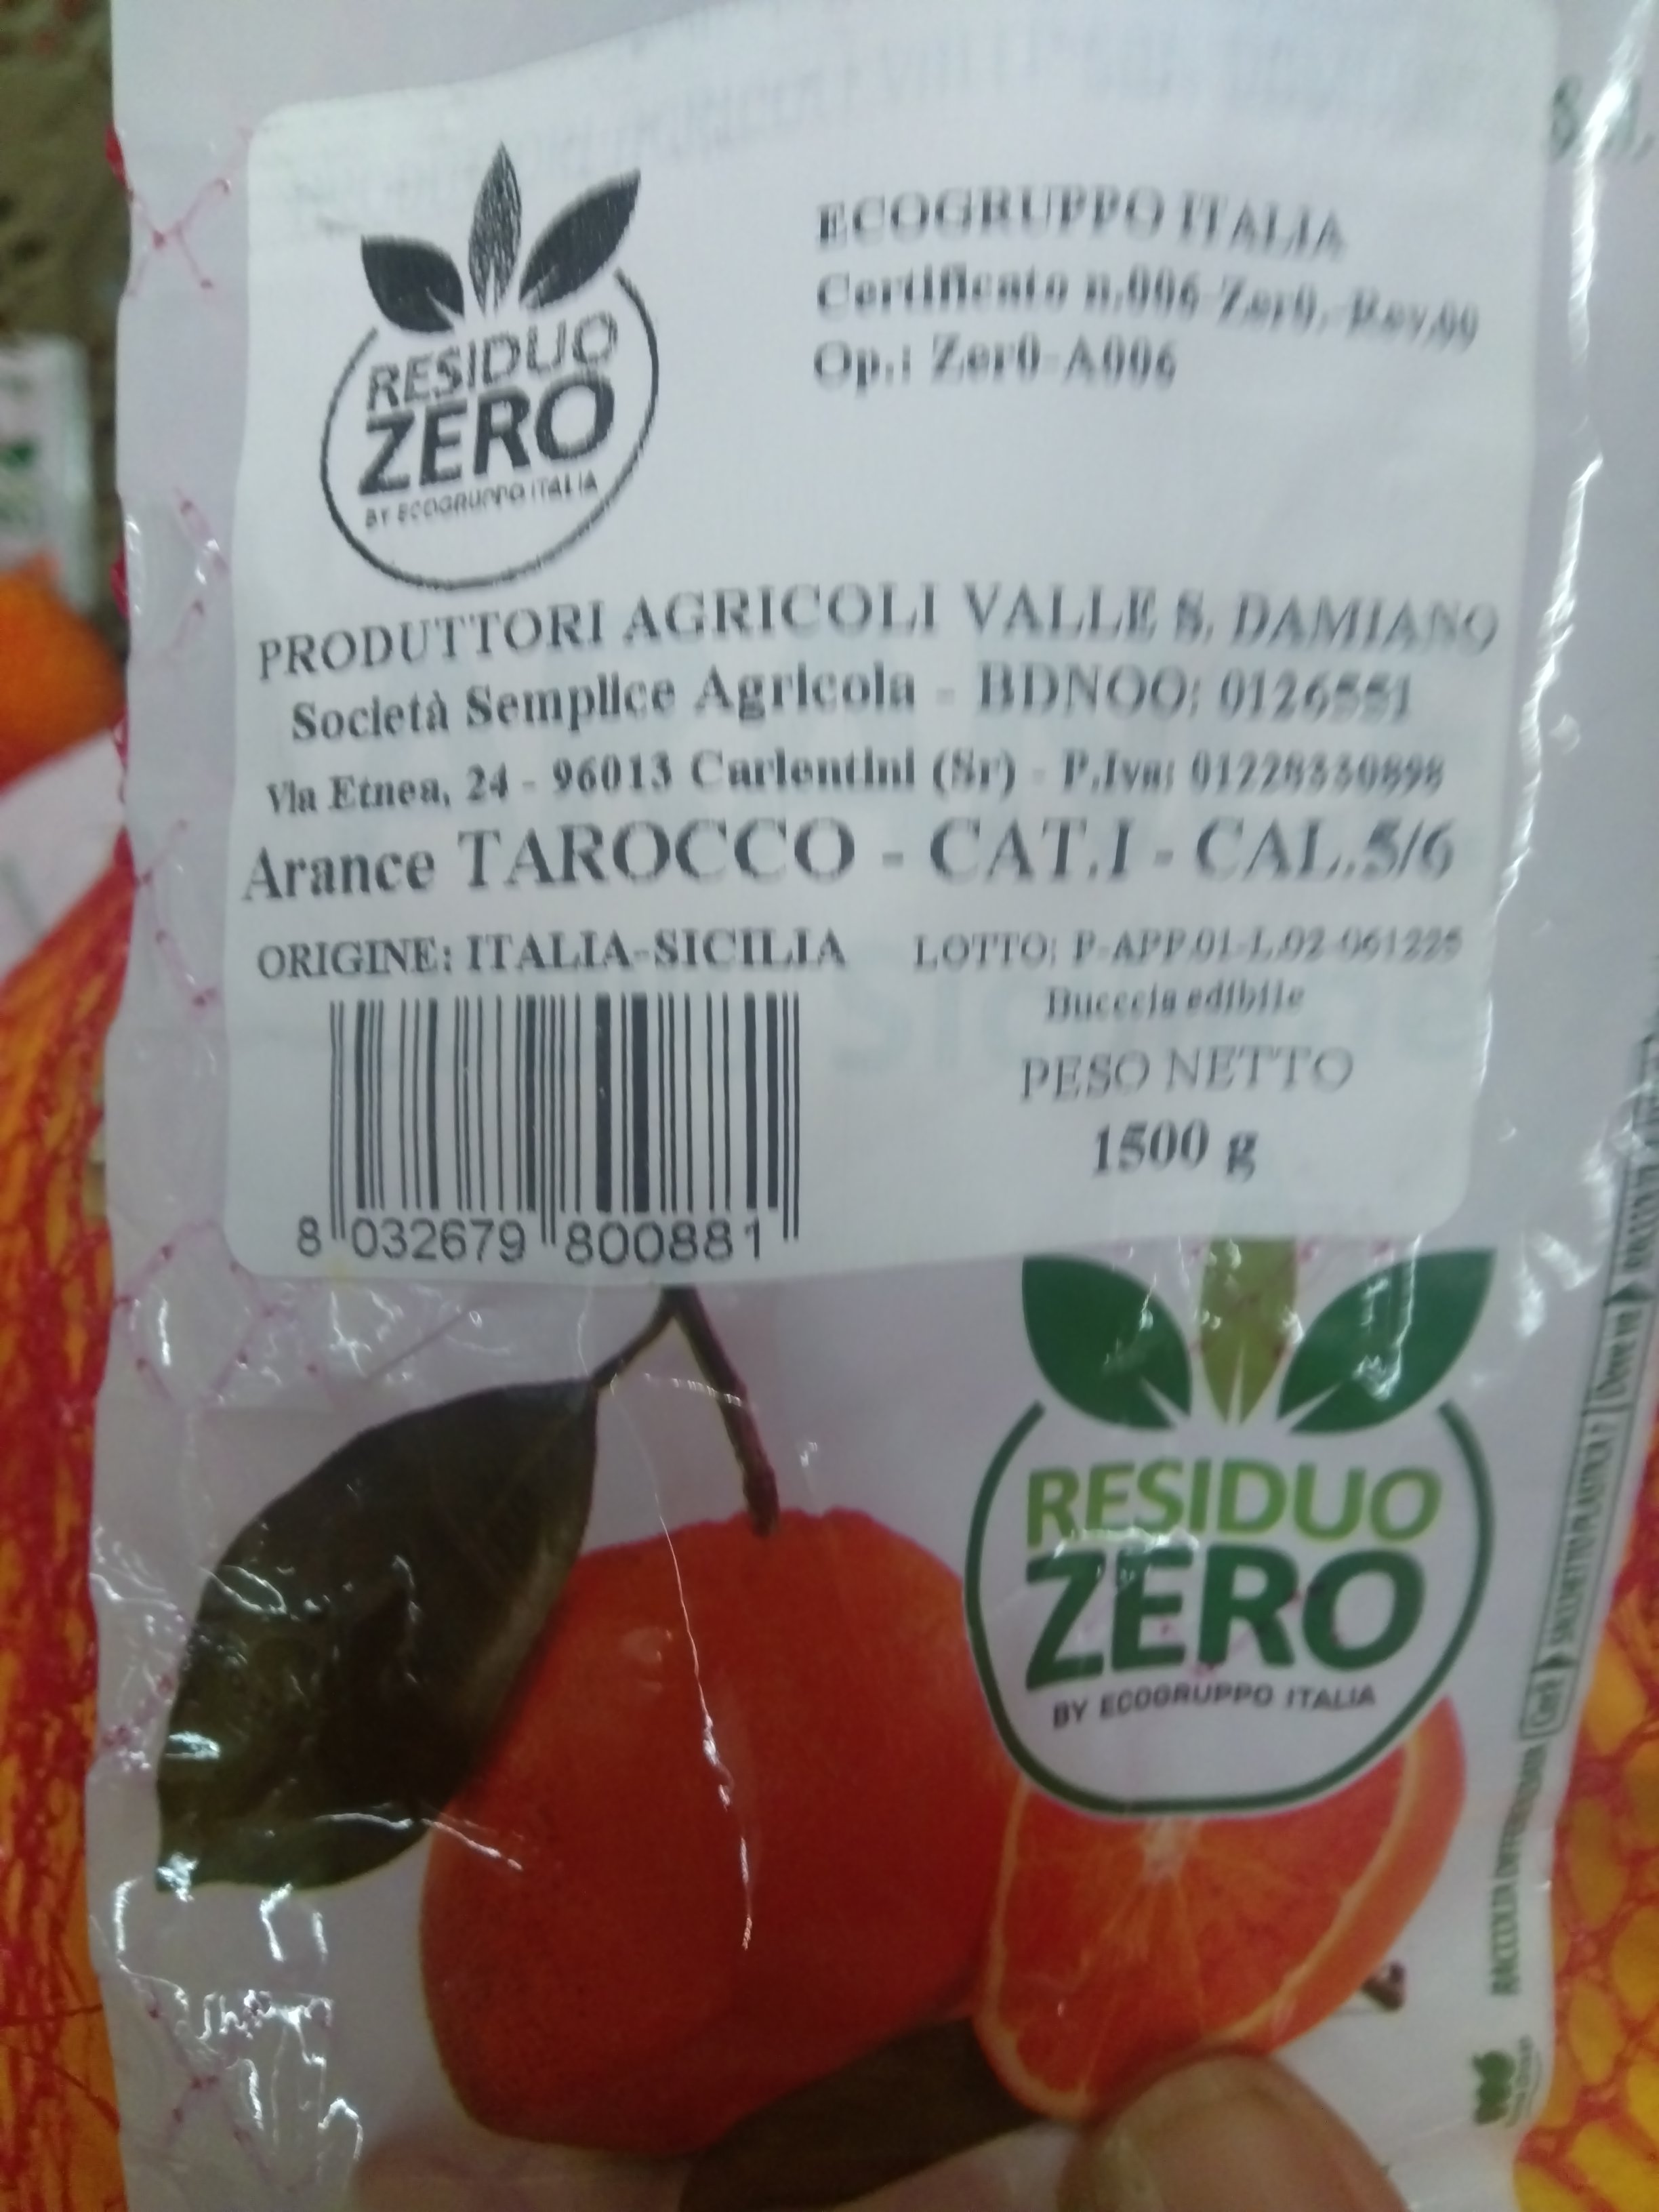 RESIDUO
ZERO
BY ECOGRUPPO ITALIA
ECOGRUPPO ITALIA
Certificato n.006-Zer0,-Rev,00
Op.: Zer0-A006
PRODUTTORI AGRICOLI VALLE S. DAMIANO
Società Semplice Agricola - BDNOO: 0126551
Via Etnea, 24 - 96013 Carlentini (Sr) - P.Iva: 01228330898
Arance TAROCCO - CAT.I - CAL.5/6
ORIGINE: ITALIA-SICILIA LOTTO: P-APP.01-L.02-061225
Bucccia edibile
PESO NETTO
1500 g
8 032679 800881
RESIDUO
ZERO
BY ECOGRUPPO ITALIA